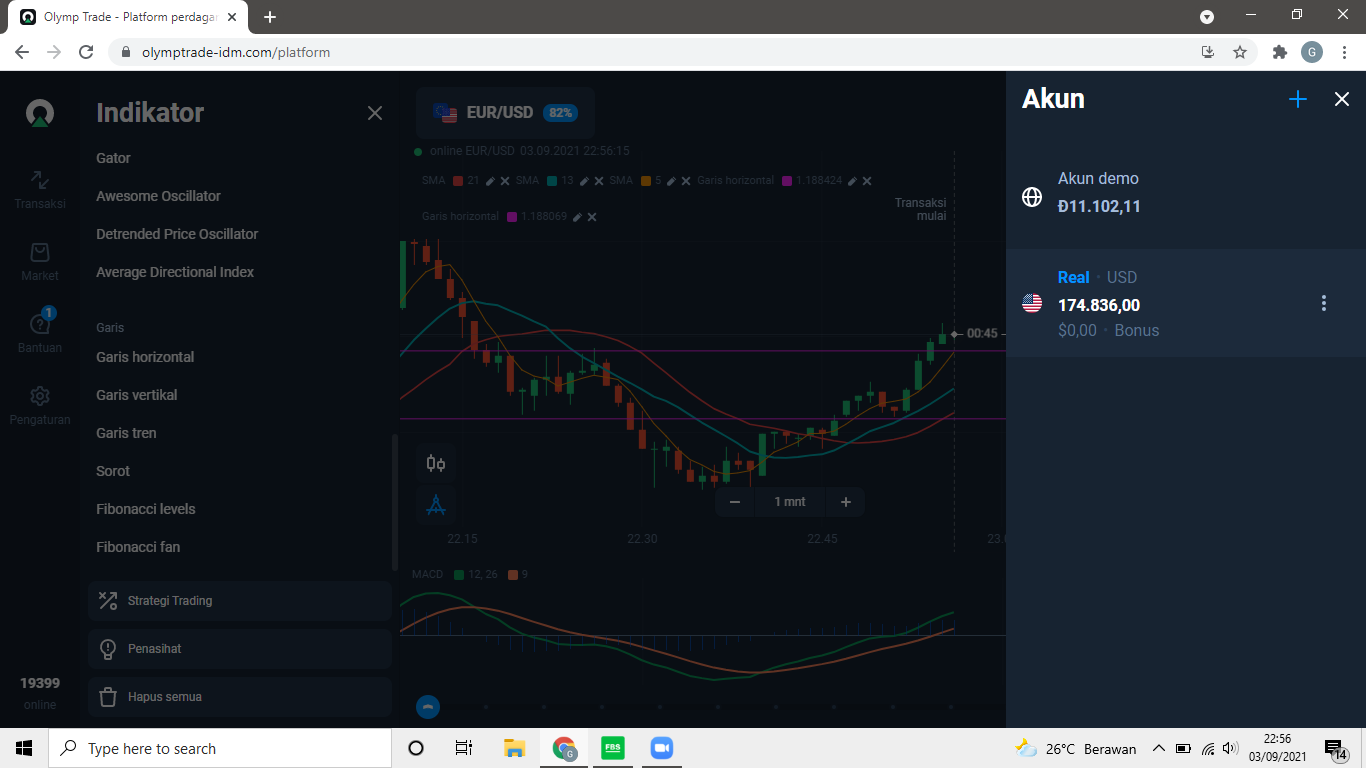 Olymp Trade - Platform perdagan
olymptrade-idm.com/platform
G
Indikator
Gator
Awesome Oscillator
Detrended Price Oscillator
Average Directional Index
Garis
Garis horizontal
Garis vertikal
Garis tren
Sorot
Fibonacci levels
Fibonacci fan
Strategi Trading
Penasihat
Hapus semua
Transaksi
Market
1
Bantuan
Pengaturan
19399
online
EUR/USD 82%
online EUR/USD 03.09.2021 22:56:15
SMA 21 SMA 13 SMA 5 Garis horizontal 1.188424
Garis horizontal 1.188069
Transaksi
mulai
00:45
1 mnt
22.15 22.30 22.45 23.0
MACD 12, 26 9
Akun
Akun demo
Đ11.102,11
Real · USD
174.836,00
$0,00 · Bonus
Type here to search
G
FBS
26°C Berawan
22:56
03/09/2021
14